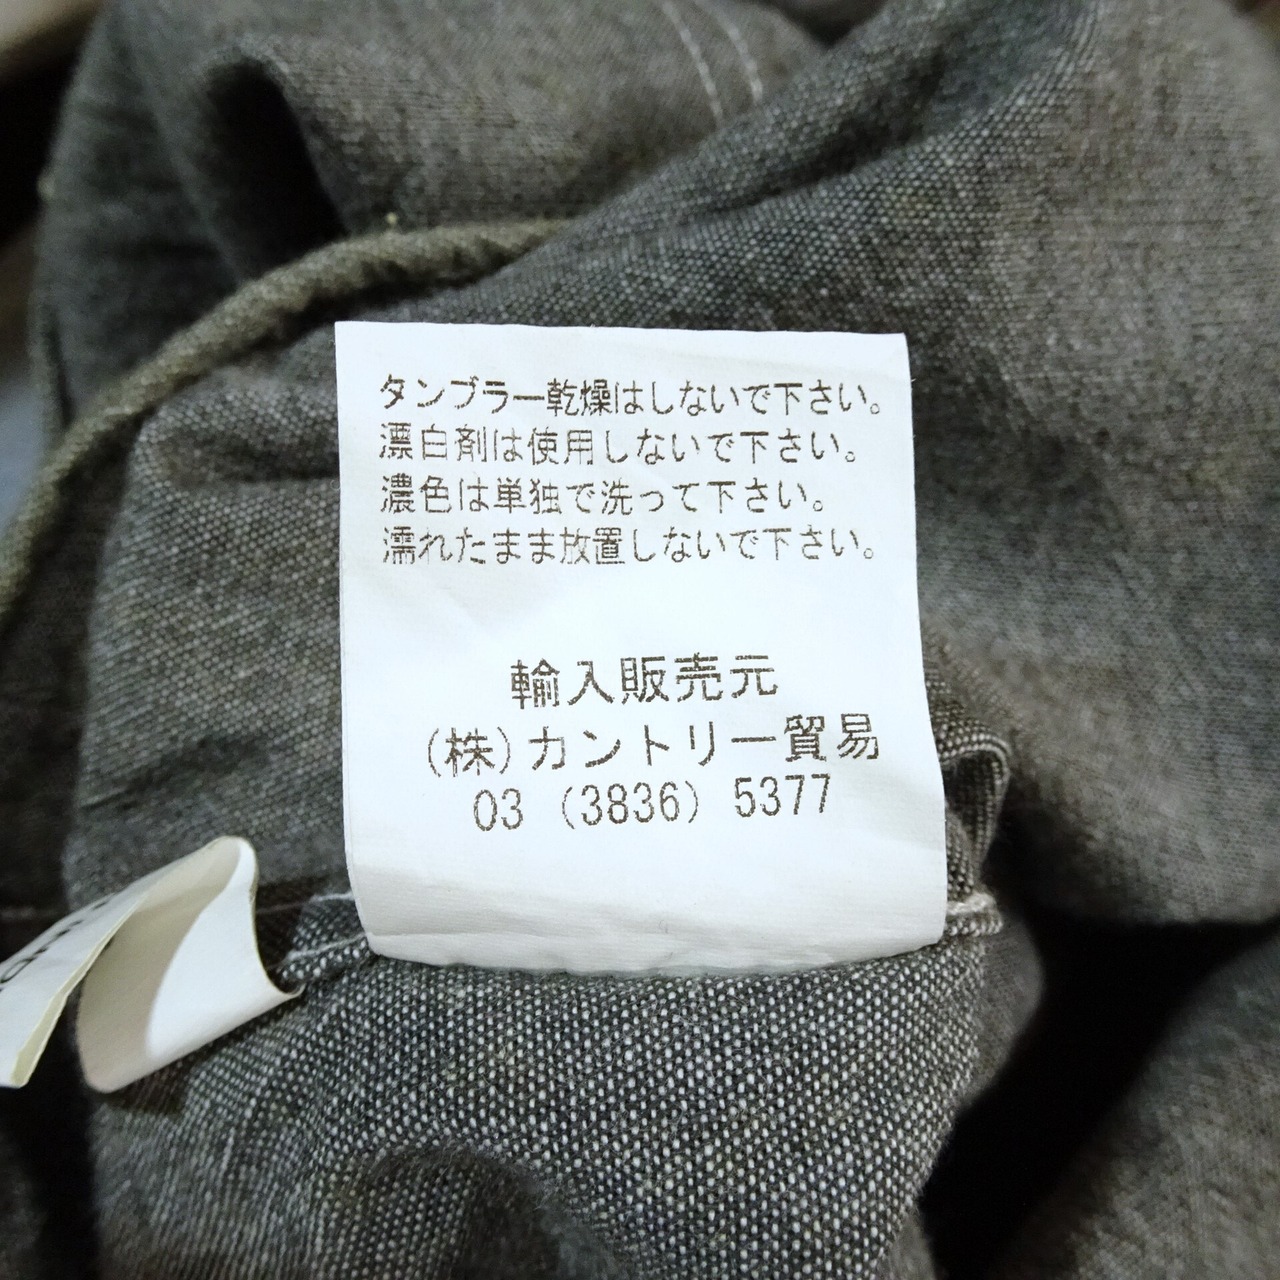 タンブラー乾燥はしないで下さい。
漂白剤は使用しないで下さい。
濃色は単独で洗って下さい。
濡れたまま放置しないで下さい。
輸入販売元
(株)カントリー貿易
03 (3836) 5377